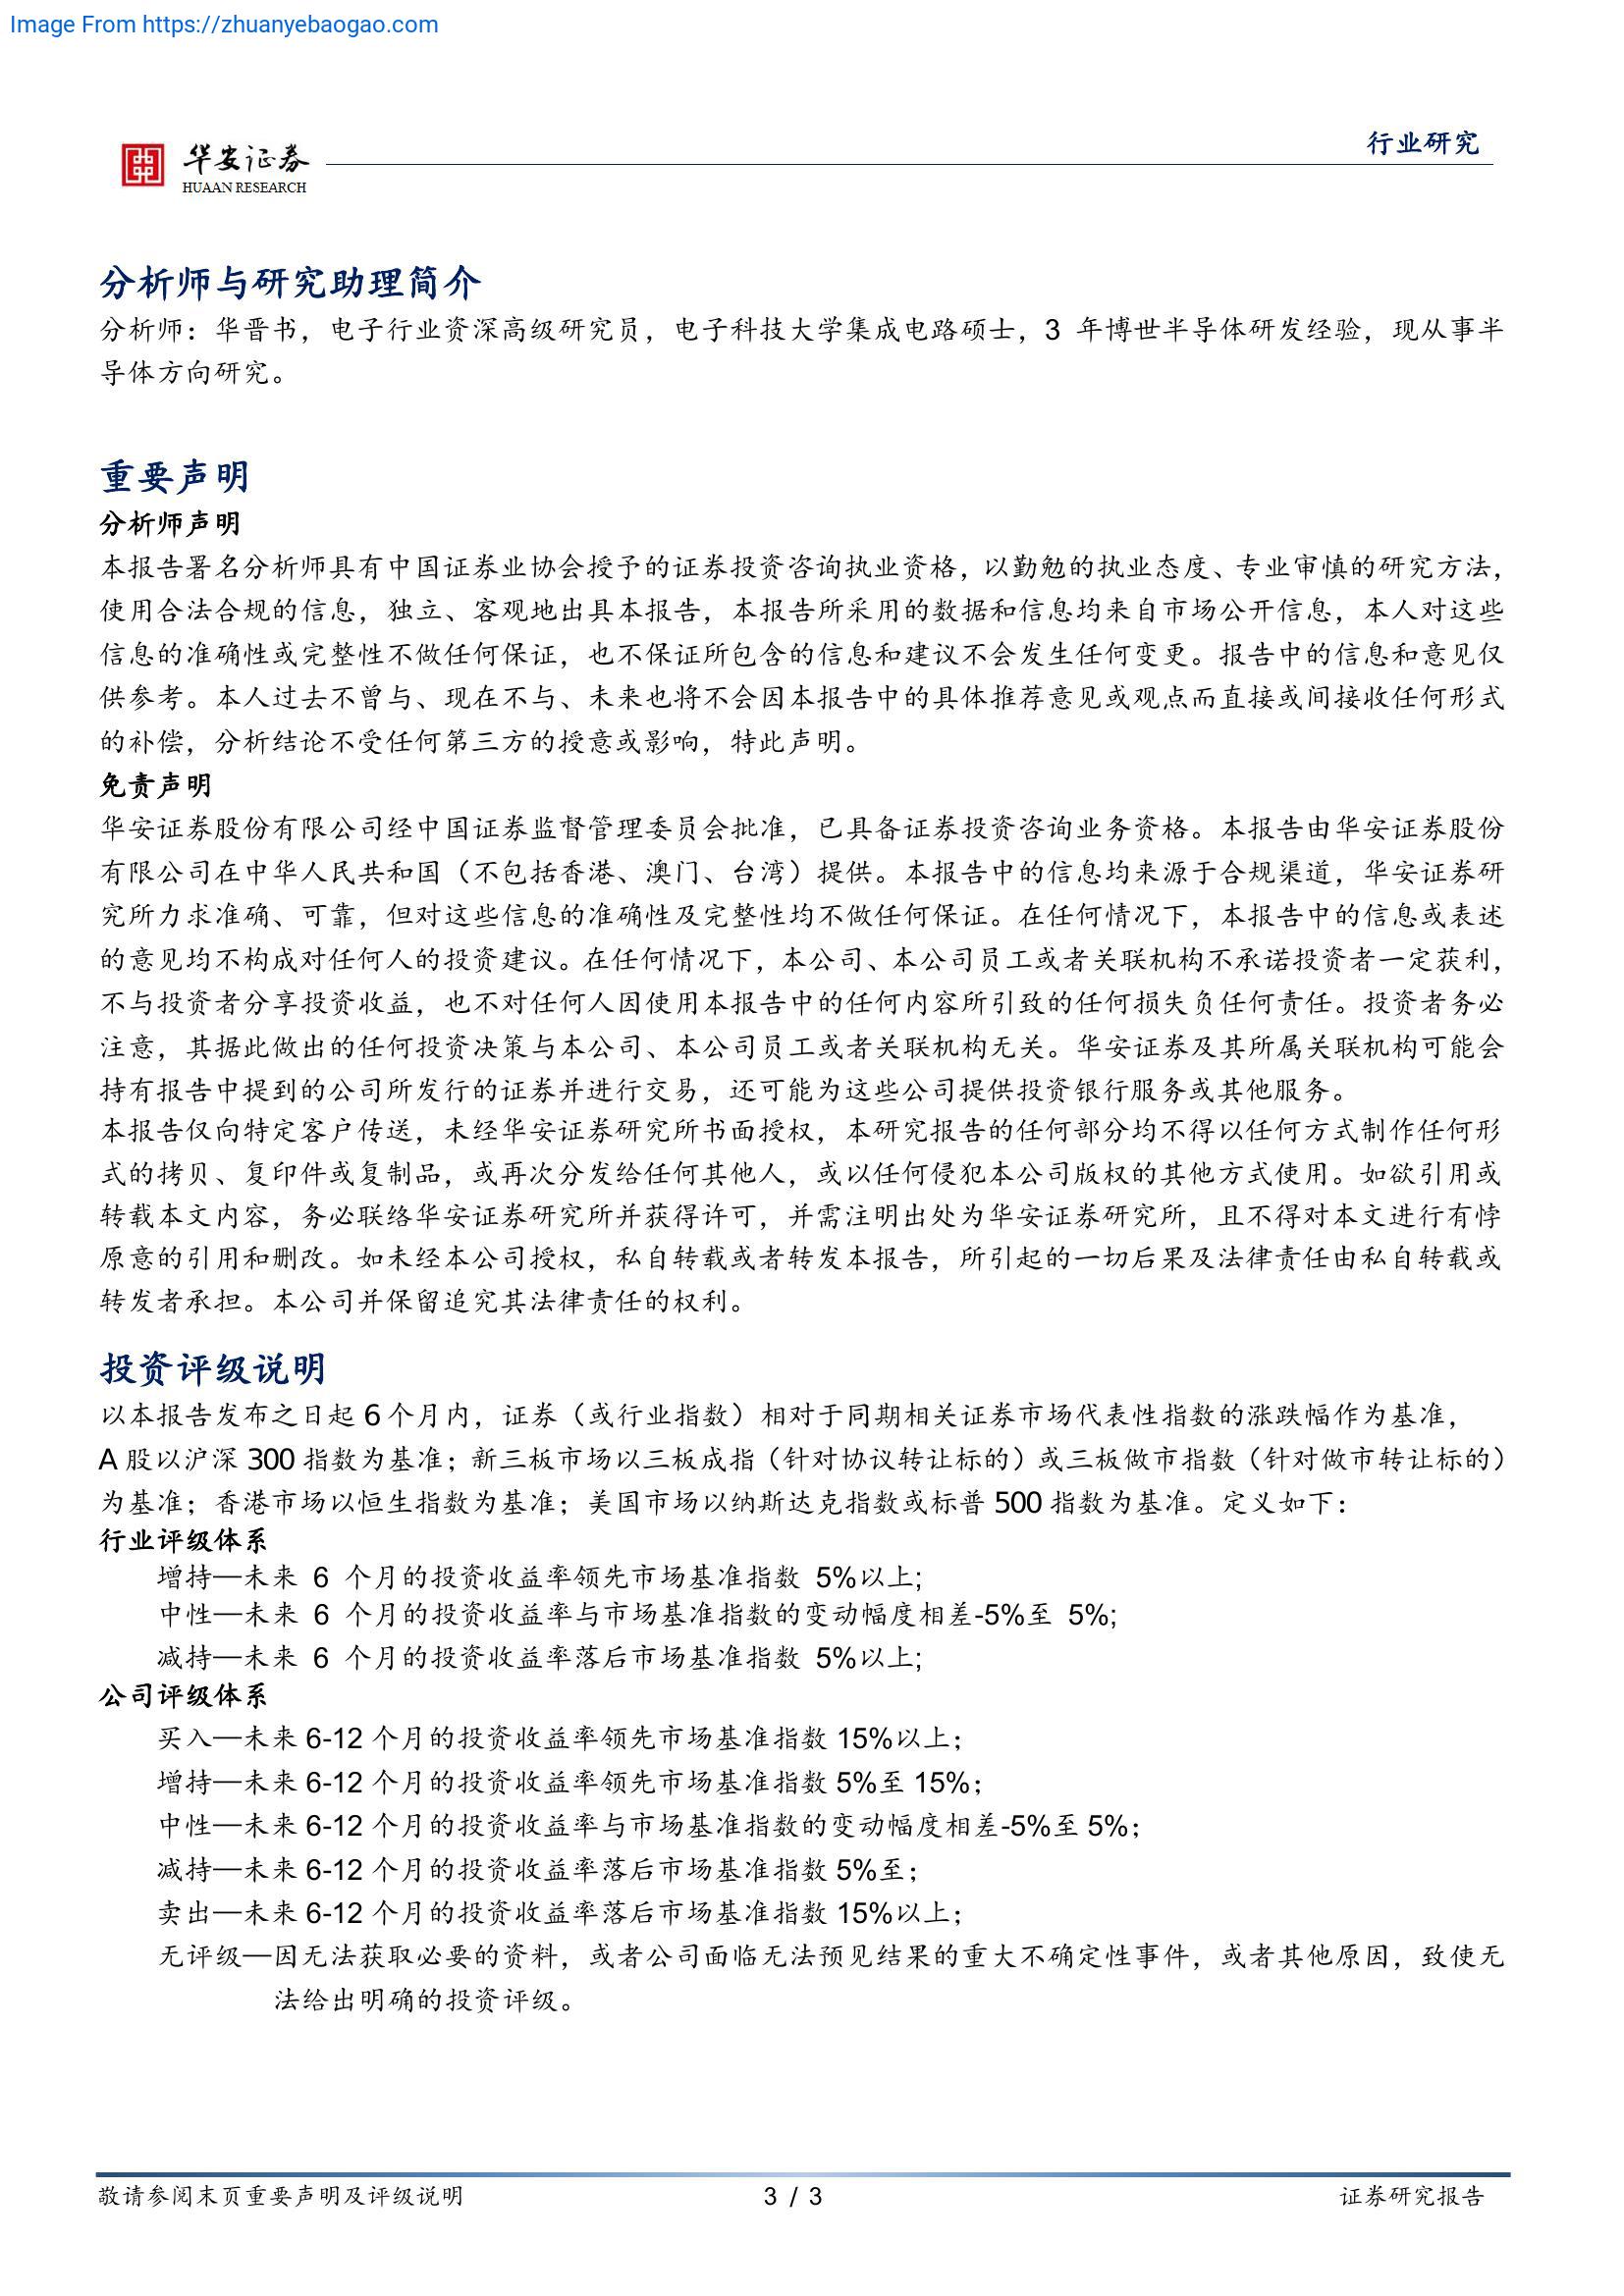 Image From https://zhuanyebaogao.com
行业研究
华安证券
HUAAN RESEARCH
分析师与研究助理简介
分析师：华晋书，电子行业资深高级研究员，电子科技大学集成电路硕士，3 年博世半导体研发经验，现从事半
导体方向研究。
重要声明
分析师声明
本报告署名分析师具有中国证券业协会授予的证券投资咨询执业资格，以勤勉的执业态度、专业审慎的研究方法，
使用合法合规的信息，独立、客观地出具本报告，本报告所采用的数据和信息均来自市场公开信息，本人对这些
信息的准确性或完整性不做任何保证，也不保证所包含的信息和建议不会发生任何变更。报告中的信息和意见仅
供参考。本人过去不曾与、现在不与、未来也将不会因本报告中的具体推荐意见或观点而直接或间接收任何形式
的补偿，分析结论不受任何第三方的授意或影响，特此声明。
免责声明
华安证券股份有限公司经中国证券监督管理委员会批准，已具备证券投资咨询业务资格。本报告由华安证券股份
有限公司在中华人民共和国（不包括香港、澳门、台湾）提供。本报告中的信息均来源于合规渠道，华安证券研
究所力求准确、可靠，但对这些信息的准确性及完整性均不做任何保证。在任何情况下，本报告中的信息或表述
的意见均不构成对任何人的投资建议。在任何情况下，本公司、本公司员工或者关联机构不承诺投资者一定获利，
不与投资者分享投资收益，也不对任何人因使用本报告中的任何内容所引致的任何损失负任何责任。投资者务必
注意，其据此做出的任何投资决策与本公司、本公司员工或者关联机构无关。华安证券及其所属关联机构可能会
持有报告中提到的公司所发行的证券并进行交易，还可能为这些公司提供投资银行服务或其他服务。
本报告仅向特定客户传送，未经华安证券研究所书面授权，本研究报告的任何部分均不得以任何方式制作任何形
式的拷贝、复印件或复制品，或再次分发给任何其他人，或以任何侵犯本公司版权的其他方式使用。如欲引用或
转载本文内容，务必联络华安证券研究所并获得许可，并需注明出处为华安证券研究所，且不得对本文进行有悖
原意的引用和删改。如未经本公司授权，私自转载或者转发本报告，所引起的一切后果及法律责任由私自转载或
转发者承担。本公司并保留追究其法律责任的权利。
投资评级说明
以本报告发布之日起 6 个月内，证券（或行业指数）相对于同期相关证券市场代表性指数的涨跌幅作为基准，
A 股以沪深 300 指数为基准；新三板市场以三板成指（针对协议转让标的）或三板做市指数（针对做市转让标的）
为基准；香港市场以恒生指数为基准；美国市场以纳斯达克指数或标普 500 指数为基准。定义如下：
行业评级体系
增持—未来 6 个月的投资收益率领先市场基准指数 5%以上;
中性—未来 6 个月的投资收益率与市场基准指数的变动幅度相差-5%至 5%;
减持—未来 6 个月的投资收益率落后市场基准指数 5%以上;
公司评级体系
买入—未来 6-12 个月的投资收益率领先市场基准指数 15%以上；
增持—未来 6-12 个月的投资收益率领先市场基准指数 5%至 15%；
中性—未来 6-12 个月的投资收益率与市场基准指数的变动幅度相差-5%至 5%；
减持—未来 6-12 个月的投资收益率落后市场基准指数 5%至；
卖出—未来 6-12 个月的投资收益率落后市场基准指数 15%以上；
无评级—因无法获取必要的资料，或者公司面临无法预见结果的重大不确定性事件，或者其他原因，致使无
法给出明确的投资评级。
敬请参阅末页重要声明及评级说明
3 / 3
证券研究报告